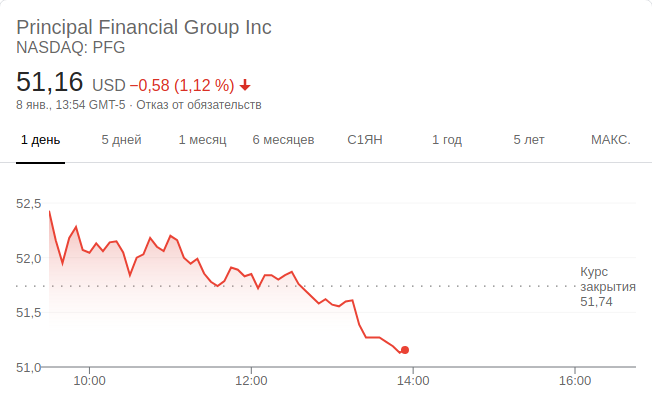 Principal Financial Group Inc
NASDAQ: PFG
51,16 USD −0,58 (1,12 %)
8 янв., 13:54 GMT-5 · Отказ от обязательств
1 день 5 дней 1 месяц 6 месяцев С1ЯН 1 год 5 лет МАКС.
52,5
52,0
Курс
закрытия
51,74
51,5
51,0
10:00 12:00 14:00 16:00